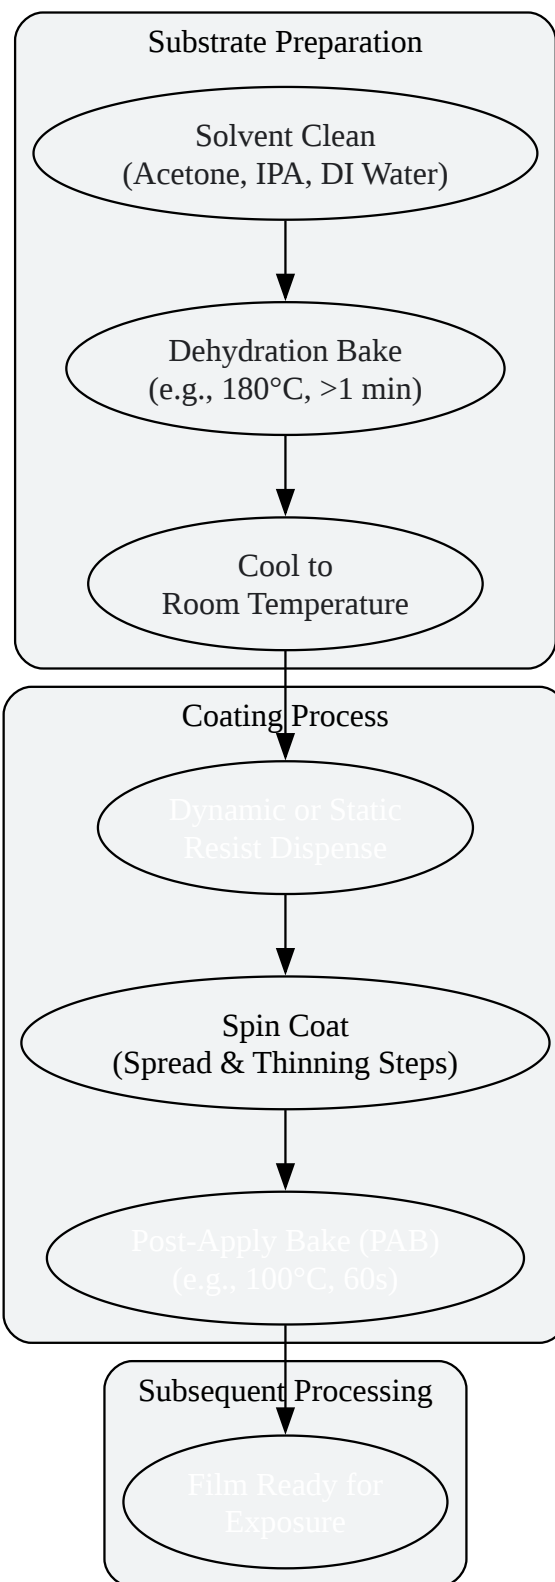 Substrate Preparation
Solvent Clean
(Acetone, IPA, DI Water)
Dehydration Bake
(e.g., 180°C, >1 min)
Cool to
Room Temperature
Coating Process
Dynamic or Static
Resist Dispense
Spin Coat
(Spread & Thinning Steps)
Post-Apply Bake (PAB)
(e.g., 100°C, 60s)
Subsequent Processing
Film Ready for
Exposure